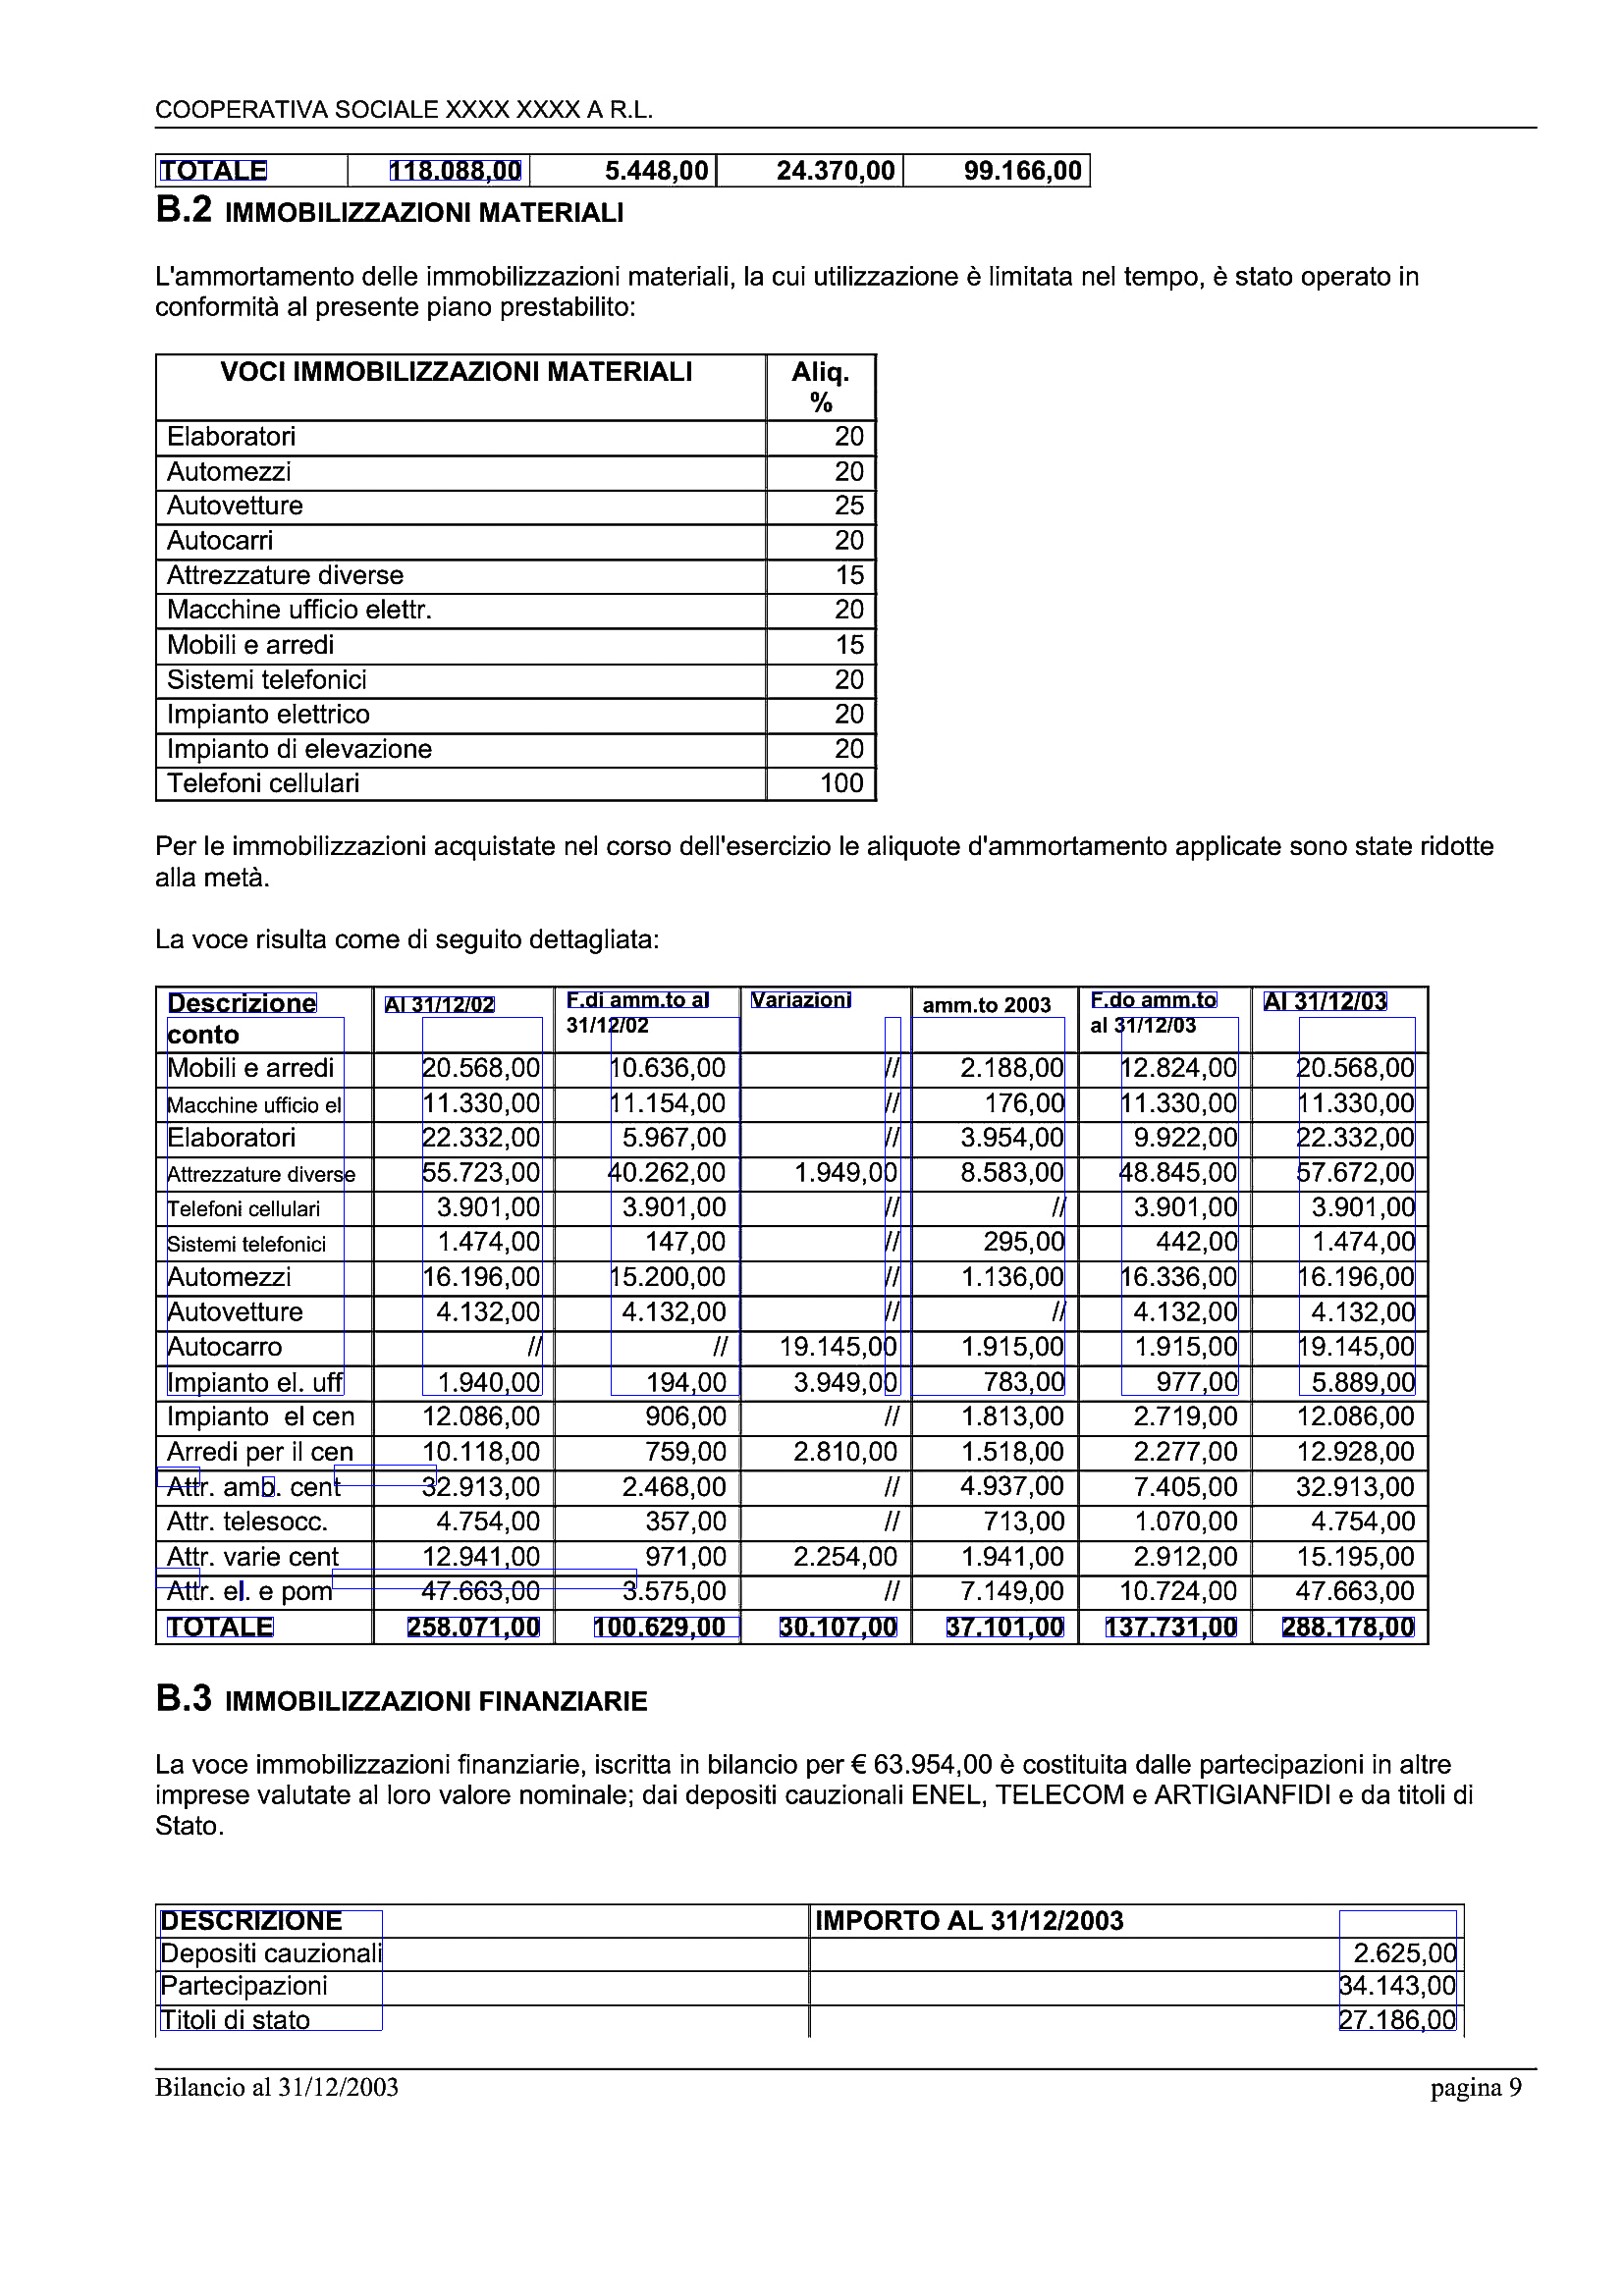 COOPERATIVA SOCIALE XXXX XXXX A R.L.
TOTALE 118.088,00 5.448,00 24.370,00 99.166,00
B.2 IMMOBILIZZAZIONI MATERIALI
L'ammortamento delle immobilizzazioni materiali, la cui utilizzazione è limitata nel tempo, è stato operato in
conformità al presente piano prestabilito:
VOCI IMMOBILIZZAZIONI MATERIALI Aliq.
%
Elaboratori 20
Automezzi 20
Autovetture 25
Autocarri 20
Attrezzature diverse 15
Macchine ufficio elettr. 20
Mobili e arredi 15
Sistemi telefonici 20
Impianto elettrico 20
Impianto di elevazione 20
Telefoni cellulari 100
Per le immobilizzazioni acquistate nel corso dell'esercizio le aliquote d'ammortamento applicate sono state ridotte
alla metà.
La voce risulta come di seguito dettagliata:
Descrizione Al 31/12/02 F.di amm.to al Variazioni amm.to 2003 F.do amm.to Al 31/12/03
conto 31/12/02 al 31/12/03
Mobili e arredi 20.568,00 10.636,00 // 2.188,00 12.824,00 20.568,00
Macchine ufficio el 11.330,00 11.154,00 // 176,00 11.330,00 11.330,00
Elaboratori 22.332,00 5.967,00 // 3.954,00 9.922,00 22.332,00
Attrezzature diverse 55.723,00 40.262,00 1.949,00 8.583,00 48.845,00 57.672,00
Telefoni cellulari 3.901,00 3.901,00 // // 3.901,00 3.901,00
Sistemi telefonici 1.474,00 147,00 // 295,00 442,00 1.474,00
Automezzi 16.196,00 15.200,00 // 1.136,00 16.336,00 16.196,00
Autovetture 4.132,00 4.132,00 // // 4.132,00 4.132,00
Autocarro // // 19.145,00 1.915,00 1.915,00 19.145,00
Impianto el. uff 1.940,00 194,00 3.949,00 783,00 977,00 5.889,00
Impianto el cen 12.086,00 906,00 // 1.813,00 2.719,00 12.086,00
Arredi per il cen 10.118,00 759,00 2.810,00 1.518,00 2.277,00 12.928,00
Attr. amb. cent 32.913,00 2.468,00 // 4.937,00 7.405,00 32.913,00
Attr. telesocc. 4.754,00 357,00 // 713,00 1.070,00 4.754,00
Attr. varie cent 12.941,00 971,00 2.254,00 1.941,00 2.912,00 15.195,00
Attr. el. e pom 47.663,00 3.575,00 // 7.149,00 10.724,00 47.663,00
TOTALE 258.071,00 100.629,00 30.107,00 37.101,00 137.731,00 288.178,00
B.3 IMMOBILIZZAZIONI FINANZIARIE
La voce immobilizzazioni finanziarie, iscritta in bilancio per € 63.954,00 è costituita dalle partecipazioni in altre
imprese valutate al loro valore nominale; dai depositi cauzionali ENEL, TELECOM e ARTIGIANFIDI e da titoli di
Stato.
DESCRIZIONE IMPORTO AL 31/12/2003
Depositi cauzionali 2.625,00
Partecipazioni 34.143,00
Titoli di stato 27.186,00
Bilancio al 31/12/2003 pagina 9